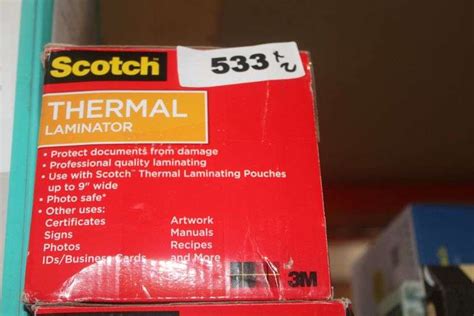 Scotch
533
THERMAL
LAMINATOR
• Protect documents from damage
• Professional quality laminating
• Use with Scotch™ Thermal Laminating Pouches
up to 9" wide
• Photo safe*
• Other uses:
Certificates Artwork
Signs Manuals
Photos Recipes
IDs/Business Cards and More
3M